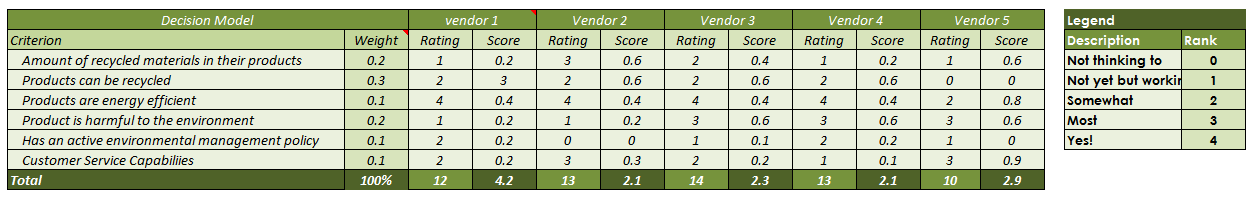 Decision Model vendor 1 Vendor 2 Vendor 3 Vendor 4 Vendor 5
Criterion Weight Rating Score Rating Score Rating Score Rating Score Rating Score
Amount of recycled materials in their products 0.2 1 0.2 3 0.6 2 0.4 1 0.2 1 0.6
Products can be recycled 0.3 2 3 2 0.6 2 0.6 2 0.6 0 0
Products are energy efficient 0.1 4 0.4 4 0.4 4 0.4 4 0.4 2 0.8
Product is harmful to the environment 0.2 1 0.2 1 0.2 3 0.6 3 0.6 3 0.6
Has an active environmental management policy 0.1 2 0.2 0 0 1 0.1 2 0.2 1 0
Customer Service Capabiliies 0.1 2 0.2 3 0.3 2 0.2 1 0.1 3 0.9
Total 100% 12 4.2 13 2.1 14 2.3 13 2.1 10 2.9
Legend
Description Rank
Not thinking to 0
Not yet but workin 1
Somewhat 2
Most 3
Yes! 4